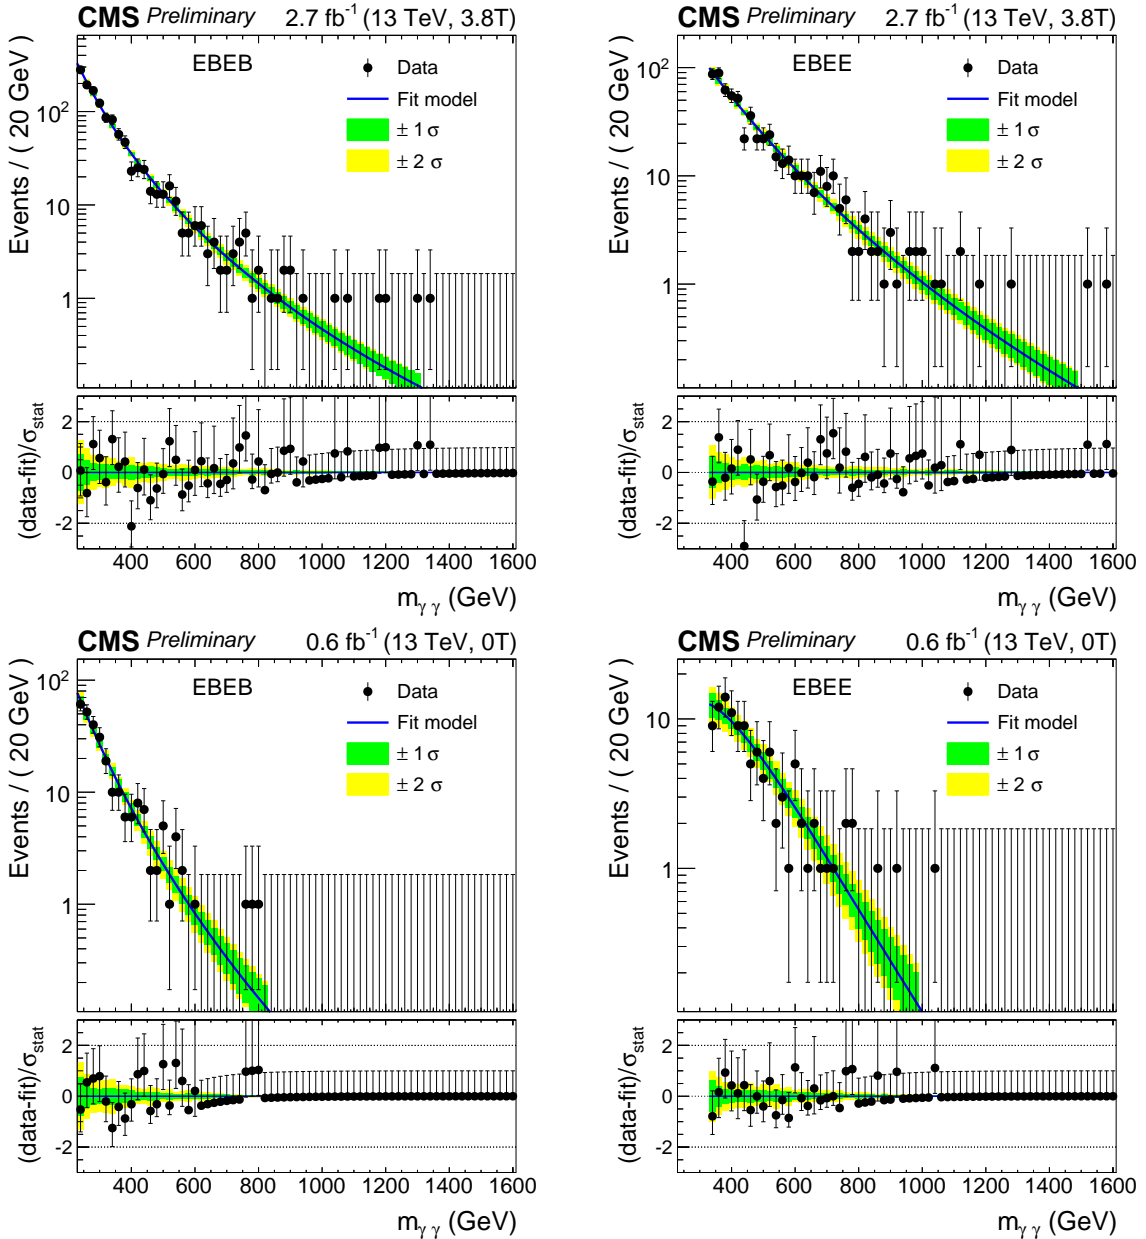 CMS Preliminary 2.7 fb⁻¹ (13 TeV, 3.8T)
EBEB
Data
Fit model
± 1 σ
± 2 σ
Events / ( 20 GeV )
10²
10
1
(data-fit)/σstat
2
0
-2
400 600 800 1000 1200 1400 1600
mγγ (GeV)
CMS Preliminary 2.7 fb⁻¹ (13 TeV, 3.8T)
EBEE
Data
Fit model
± 1 σ
± 2 σ
Events / ( 20 GeV )
10²
10
1
(data-fit)/σstat
2
0
-2
400 600 800 1000 1200 1400 1600
mγγ (GeV)
CMS Preliminary 0.6 fb⁻¹ (13 TeV, 0T)
EBEB
Data
Fit model
± 1 σ
± 2 σ
Events / ( 20 GeV )
10²
10
1
(data-fit)/σstat
2
0
-2
400 600 800 1000 1200 1400 1600
mγγ (GeV)
CMS Preliminary 0.6 fb⁻¹ (13 TeV, 0T)
EBEE
Data
Fit model
± 1 σ
± 2 σ
Events / ( 20 GeV )
10
1
(data-fit)/σstat
2
0
-2
400 600 800 1000 1200 1400 1600
mγγ (GeV)